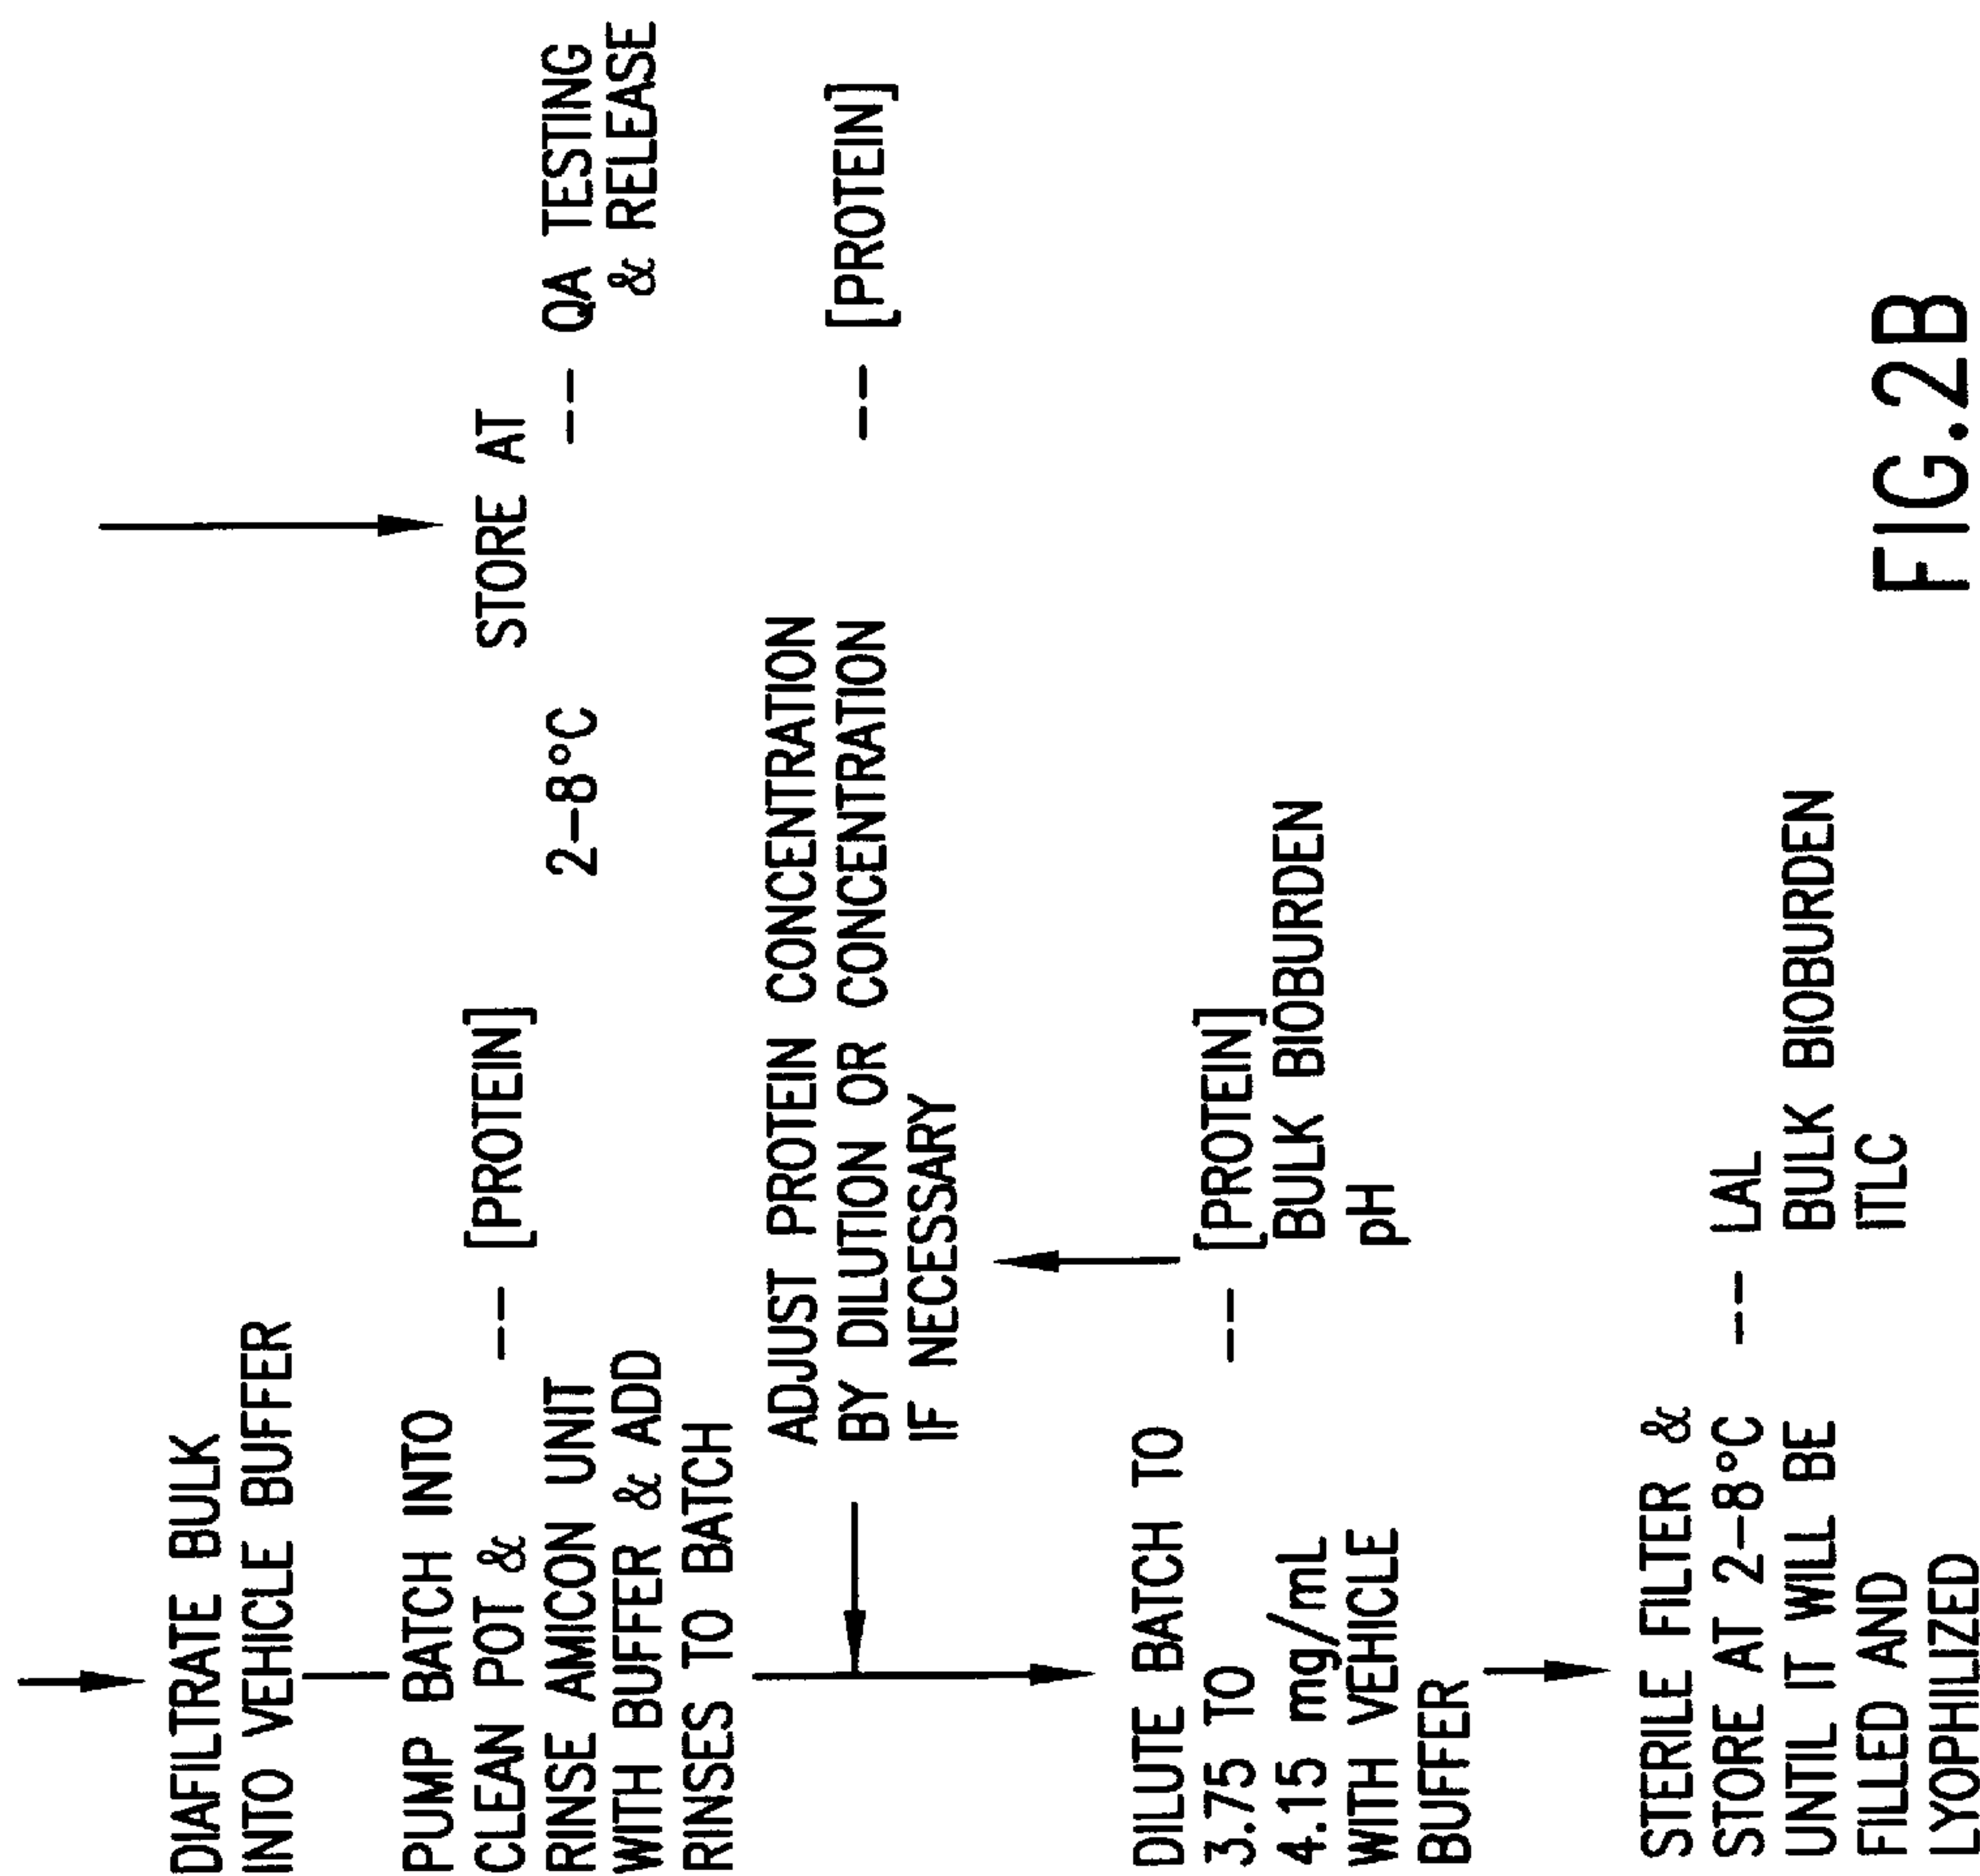 DIAFILTRATE BULK
INTO VEHICLE BUFFER
PUMP BATCH INTO
CLEAN POT & -- [PROTEIN]
RINSE AMICON UNIT
WITH BUFFER & ADD
RINSES TO BATCH
STORE AT
2-8°C -- QA TESTING
& RELEASE
ADJUST PROTEIN CONCENTRATION
BY DILUTION OR CONCENTRATION -- [PROTEIN]
IF NECESSARY
DILUTE BATCH TO
3.75 TO -- [PROTEIN]
4.15 mg/mL BULK BIOBURDEN
WITH VEHICLE pH
BUFFER
STERILE FILTER &
STORE AT 2-8°C -- LAL
UNTIL IT WILL BE BULK BIOBURDEN
FILLED AND ITLC
LYOPHILIZED
FIG.2B